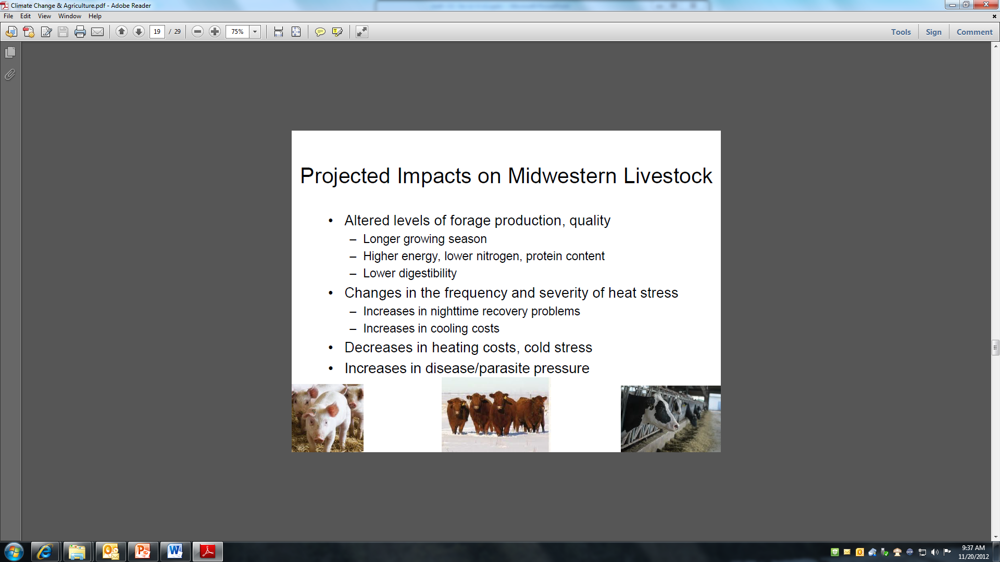 Climate Change & Agriculture.pdf - Adobe Reader
File Edit View Window Help
19 / 29 75% Tools Sign Comment
Projected Impacts on Midwestern Livestock
• Altered levels of forage production, quality
– Longer growing season
– Higher energy, lower nitrogen, protein content
– Lower digestibility
• Changes in the frequency and severity of heat stress
– Increases in nighttime recovery problems
– Increases in cooling costs
• Decreases in heating costs, cold stress
• Increases in disease/parasite pressure
9:37 AM
11/20/2012